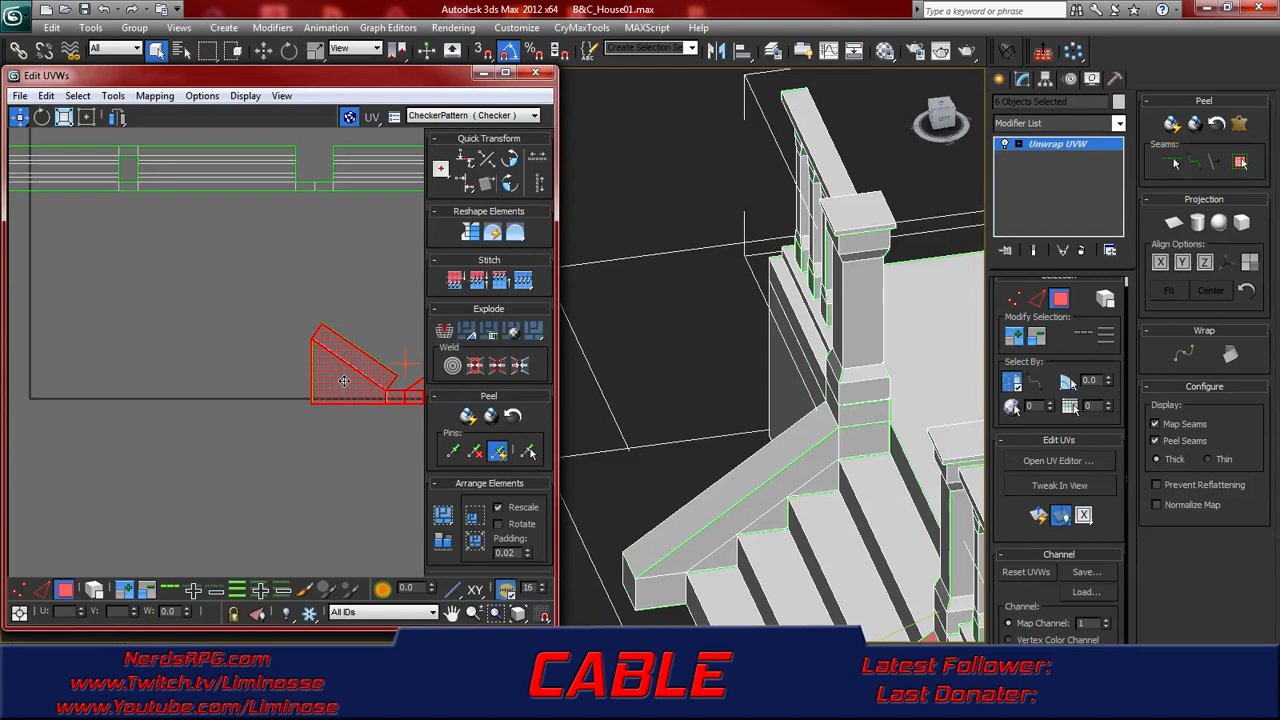 Autodesk 3ds Max 2012 x64 B&C_House01.max
Type a keyword or phrase
Edit Tools Group Views Create Modifiers Animation Graph Editors Rendering Customize CryMaxTools MAXScript Help
All View 3 Create Selection Se
Edit UVWs
File Edit Select Tools Mapping Options Display View
UV CheckerPattern ( Checker )
Quick Transform
Reshape Elements
Stitch
Explode
Weld
Peel
Pins:
Arrange Elements
Rescale
Rotate
Padding:
0.02
0.0 XY 16
U: V: W: 0.0 All IDs
LEFT
6 Objects Selected
Modifier List
Unwrap UVW
Selection
Modify Selection:
Select By:
0.0
0 0
Edit UVs
Open UV Editor ...
Tweak In View
Channel
Reset UVWs Save...
Load...
Channel:
Map Channel: 1
Vertex Color Channel
Peel
Seams:
Projection
Align Options:
X Y Z
Fit Center
Wrap
Configure
Display:
Map Seams
Peel Seams
Thick Thin
Prevent Reflattening
Normalize Map
NerdsRPG.com
www.Twitch.tv/Liminosse
www.Youtube.com/Liminose
CABLE
Latest Follower:
Last Donater: